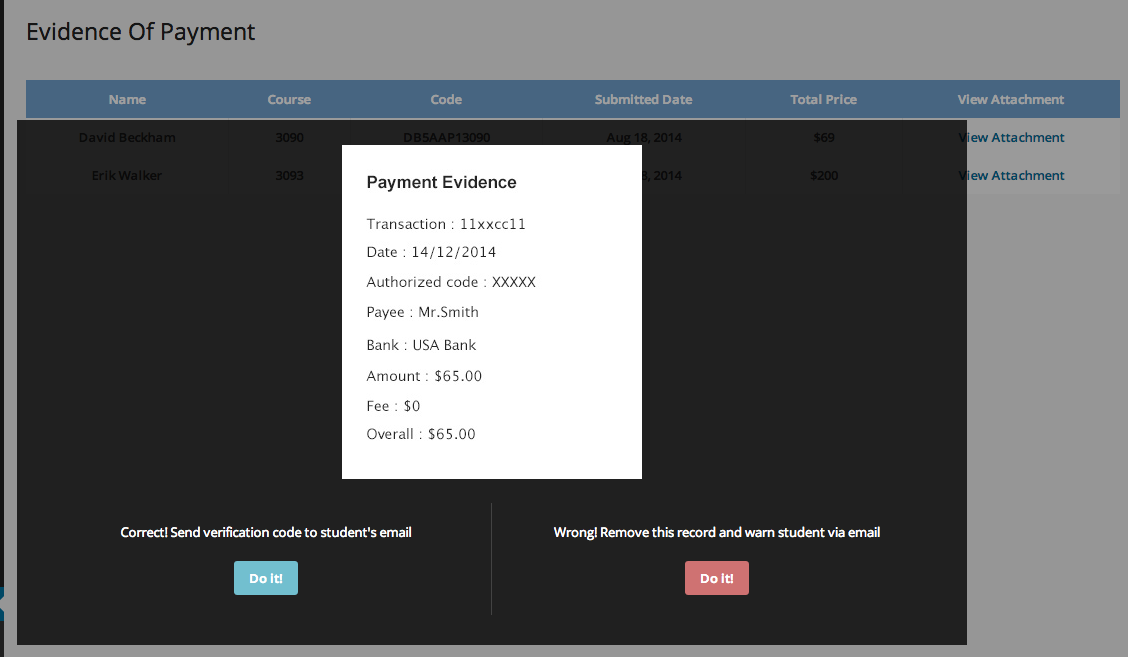 Evidence Of Payment
Name Course Code Submitted Date Total Price View Attachment
David Beckham 3090 DB5AAP13090 Aug 18, 2014 $69 View Attachment
Erik Walker 3093 8, 2014 $200 View Attachment
Payment Evidence
Transaction : 11xxcc11
Date : 14/12/2014
Authorized code : XXXXX
Payee : Mr.Smith
Bank : USA Bank
Amount : $65.00
Fee : $0
Overall : $65.00
Correct! Send verification code to student's email Wrong! Remove this record and warn student via email
Do it! Do it!